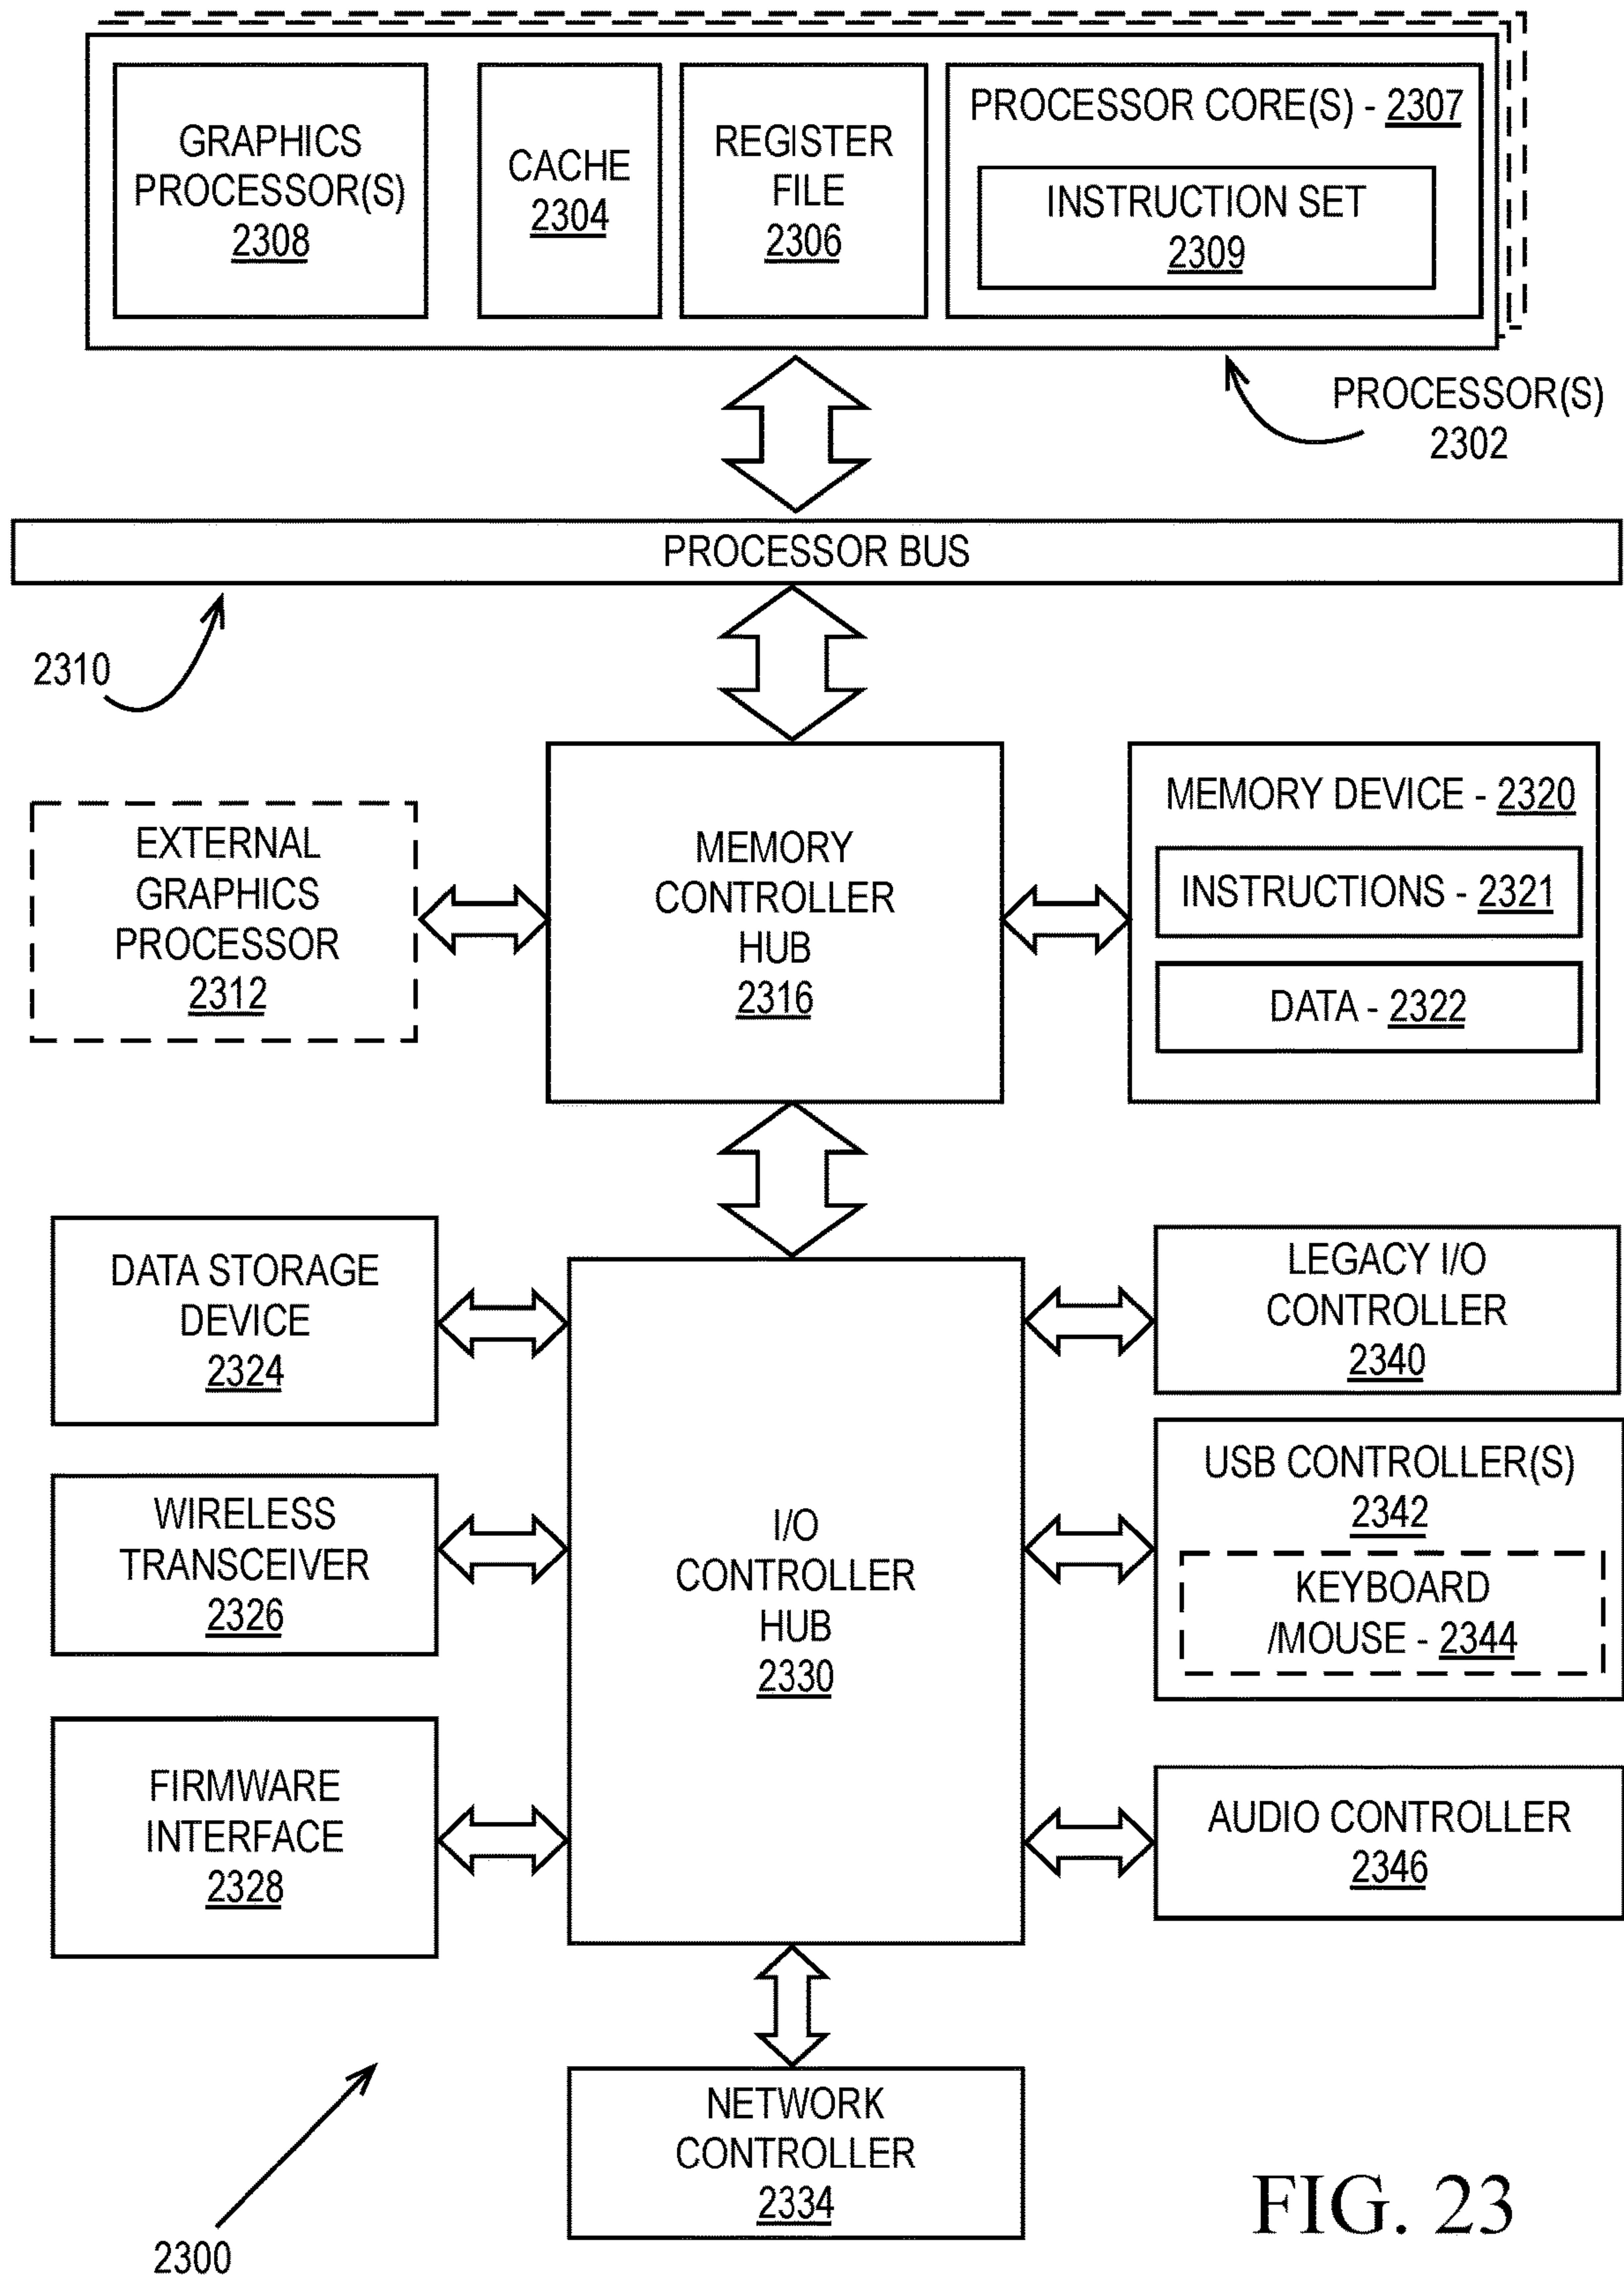 GRAPHICS
PROCESSOR(S)
2308
CACHE
2304
REGISTER
FILE
2306
PROCESSOR CORE(S) - 2307
INSTRUCTION SET
2309
PROCESSOR(S)
2302
PROCESSOR BUS
2310
EXTERNAL
GRAPHICS
PROCESSOR
2312
MEMORY
CONTROLLER
HUB
2316
MEMORY DEVICE - 2320
INSTRUCTIONS - 2321
DATA - 2322
DATA STORAGE
DEVICE
2324
WIRELESS
TRANSCEIVER
2326
FIRMWARE
INTERFACE
2328
I/O
CONTROLLER
HUB
2330
LEGACY I/O
CONTROLLER
2340
USB CONTROLLER(S)
2342
KEYBOARD
/MOUSE - 2344
AUDIO CONTROLLER
2346
NETWORK
CONTROLLER
2334
2300
FIG. 23